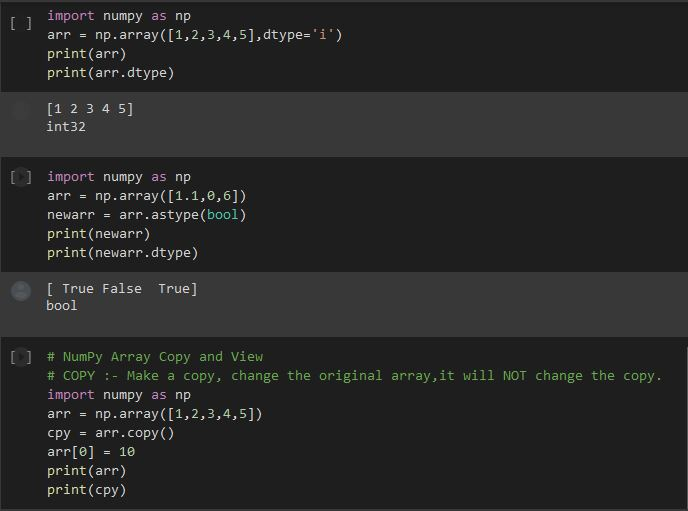 [ ] import numpy as np
arr = np.array([1,2,3,4,5],dtype='i')
print(arr)
print(arr.dtype)
[1 2 3 4 5]
int32
[ ] import numpy as np
arr = np.array([1.1,0,6])
newarr = arr.astype(bool)
print(newarr)
print(newarr.dtype)
[ True False  True]
bool
[ ] # NumPy Array Copy and View
# COPY :- Make a copy, change the original array,it will NOT change the copy.
import numpy as np
arr = np.array([1,2,3,4,5])
cpy = arr.copy()
arr[0] = 10
print(arr)
print(cpy)